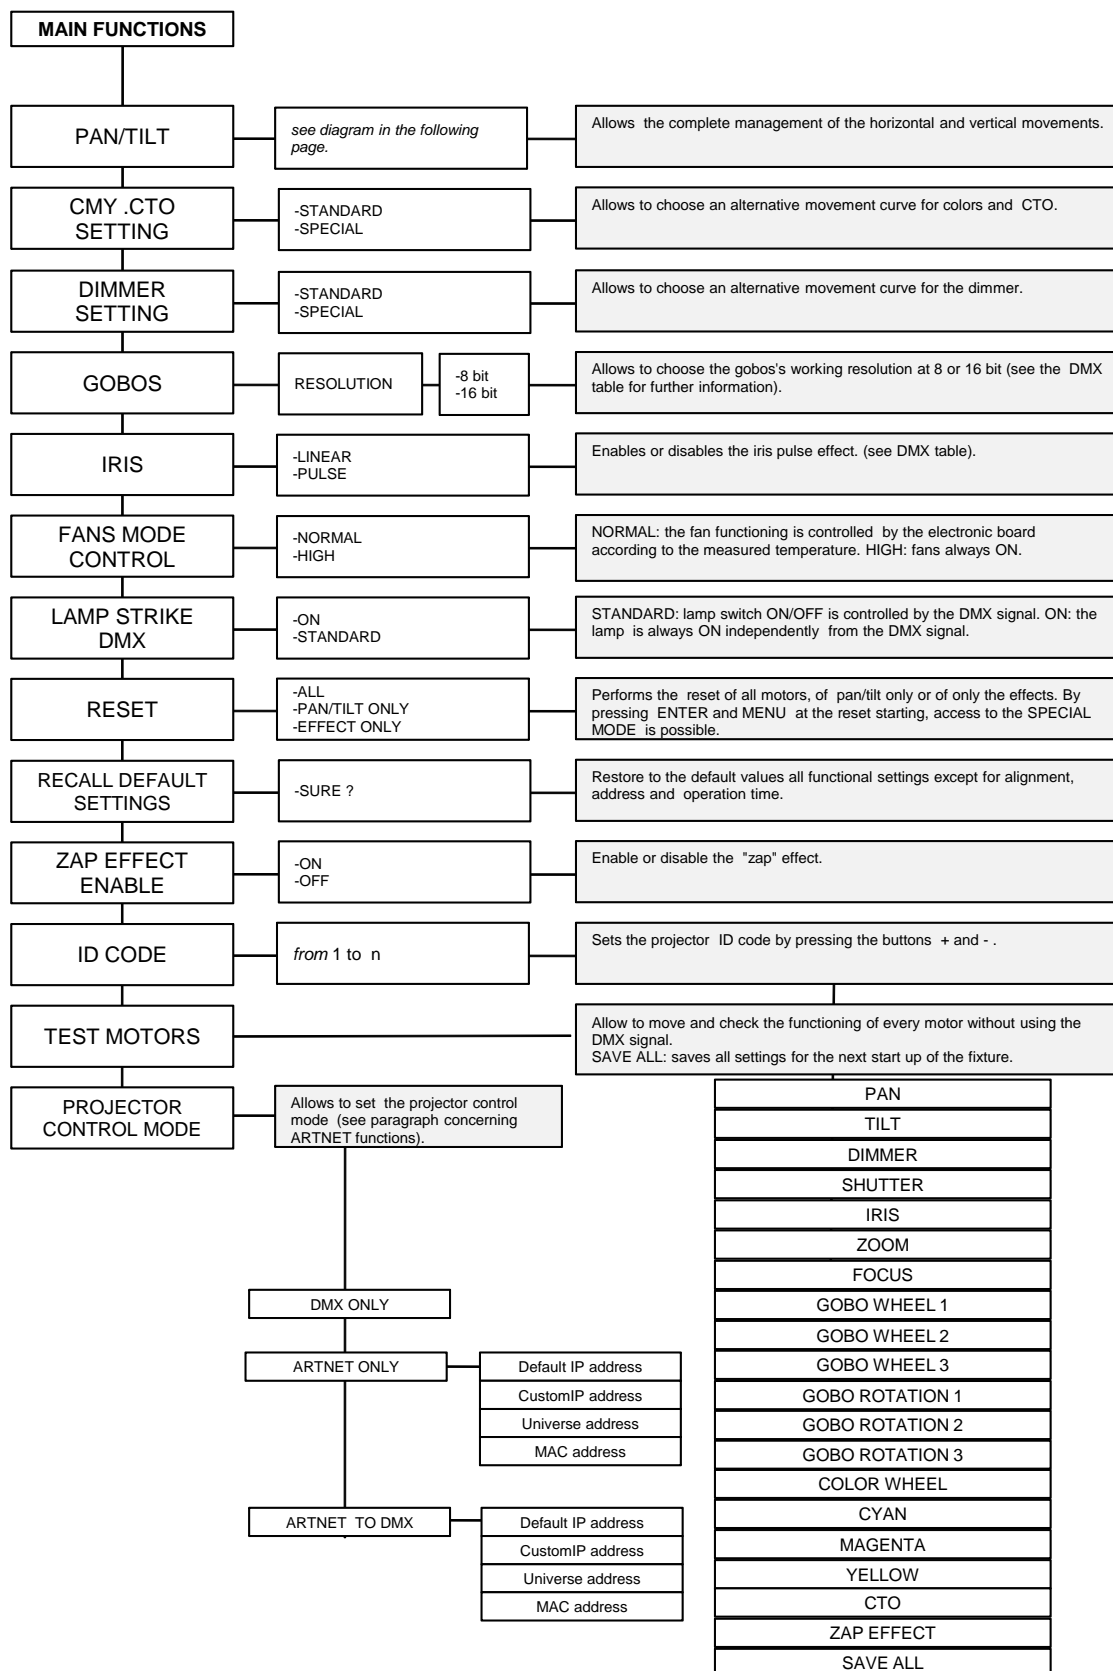 MAIN FUNCTIONS
PAN/TILT
see diagram in the following
page.
Allows the complete management of the horizontal and vertical movements.
CMY .CTO
SETTING
-STANDARD
-SPECIAL
Allows to choose an alternative movement curve for colors and CTO.
DIMMER
SETTING
-STANDARD
-SPECIAL
Allows to choose an alternative movement curve for the dimmer.
GOBOS
RESOLUTION
-8 bit
-16 bit
Allows to choose the gobos's working resolution at 8 or 16 bit (see the DMX
table for further information).
IRIS
-LINEAR
-PULSE
Enables or disables the iris pulse effect. (see DMX table).
FANS MODE
CONTROL
-NORMAL
-HIGH
NORMAL: the fan functioning is controlled by the electronic board
according to the measured temperature. HIGH: fans always ON.
LAMP STRIKE
DMX
-ON
-STANDARD
STANDARD: lamp switch ON/OFF is controlled by the DMX signal. ON: the
lamp is always ON independently from the DMX signal.
RESET
-ALL
-PAN/TILT ONLY
-EFFECT ONLY
Performs the reset of all motors, of pan/tilt only or of only the effects. By
pressing ENTER and MENU at the reset starting, access to the SPECIAL
MODE is possible.
RECALL DEFAULT
SETTINGS
-SURE ?
Restore to the default values all functional settings except for alignment,
address and operation time.
ZAP EFFECT
ENABLE
-ON
-OFF
Enable or disable the "zap" effect.
ID CODE
from 1 to n
Sets the projector ID code by pressing the buttons + and - .
TEST MOTORS
Allow to move and check the functioning of every motor without using the
DMX signal.
SAVE ALL: saves all settings for the next start up of the fixture.
PROJECTOR
CONTROL MODE
Allows to set the projector control
mode (see paragraph concerning
ARTNET functions).
DMX ONLY
ARTNET ONLY
Default IP address
CustomIP address
Universe address
MAC address
ARTNET TO DMX
Default IP address
CustomIP address
Universe address
MAC address
PAN
TILT
DIMMER
SHUTTER
IRIS
ZOOM
FOCUS
GOBO WHEEL 1
GOBO WHEEL 2
GOBO WHEEL 3
GOBO ROTATION 1
GOBO ROTATION 2
GOBO ROTATION 3
COLOR WHEEL
CYAN
MAGENTA
YELLOW
CTO
ZAP EFFECT
SAVE ALL